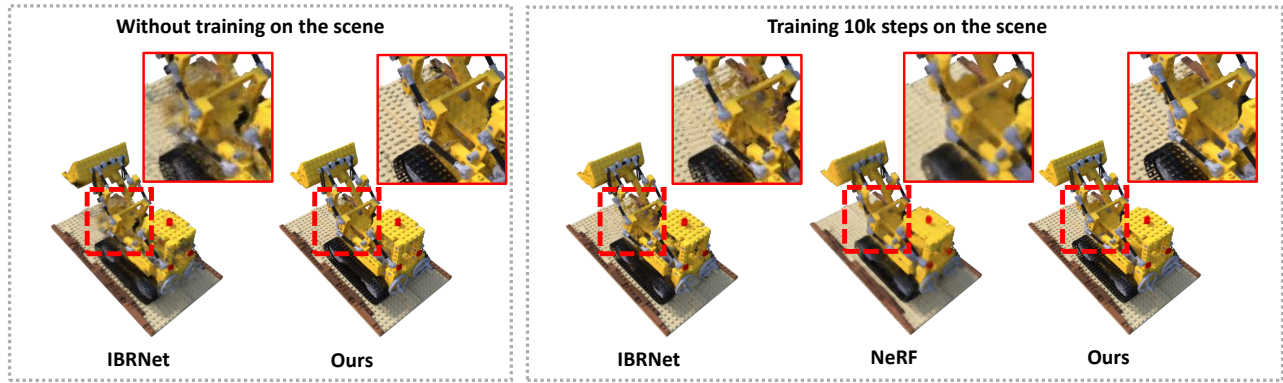 Without training on the scene
Training 10k steps on the scene
IBRNet
Ours
IBRNet
NeRF
Ours